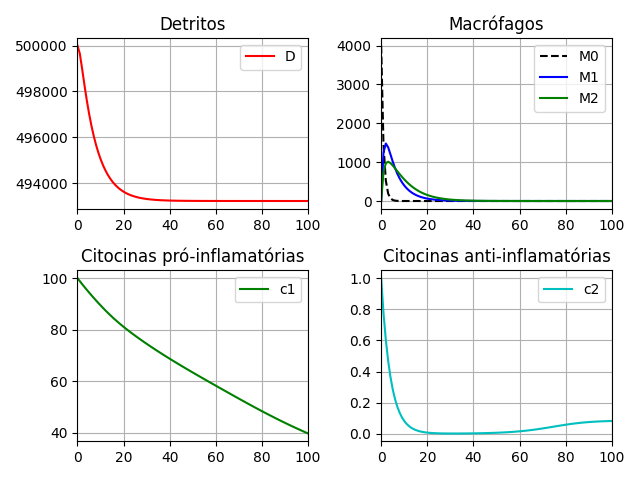 Detritos
500000
498000
496000
494000
0 20 40 60 80 100
D
Macrófagos
4000
3000
2000
1000
0
0 20 40 60 80 100
M0
M1
M2
Citocinas pró-inflamatórias
100
80
60
40
0 20 40 60 80 100
c1
Citocinas anti-inflamatórias
1.0
0.8
0.6
0.4
0.2
0.0
0 20 40 60 80 100
c2